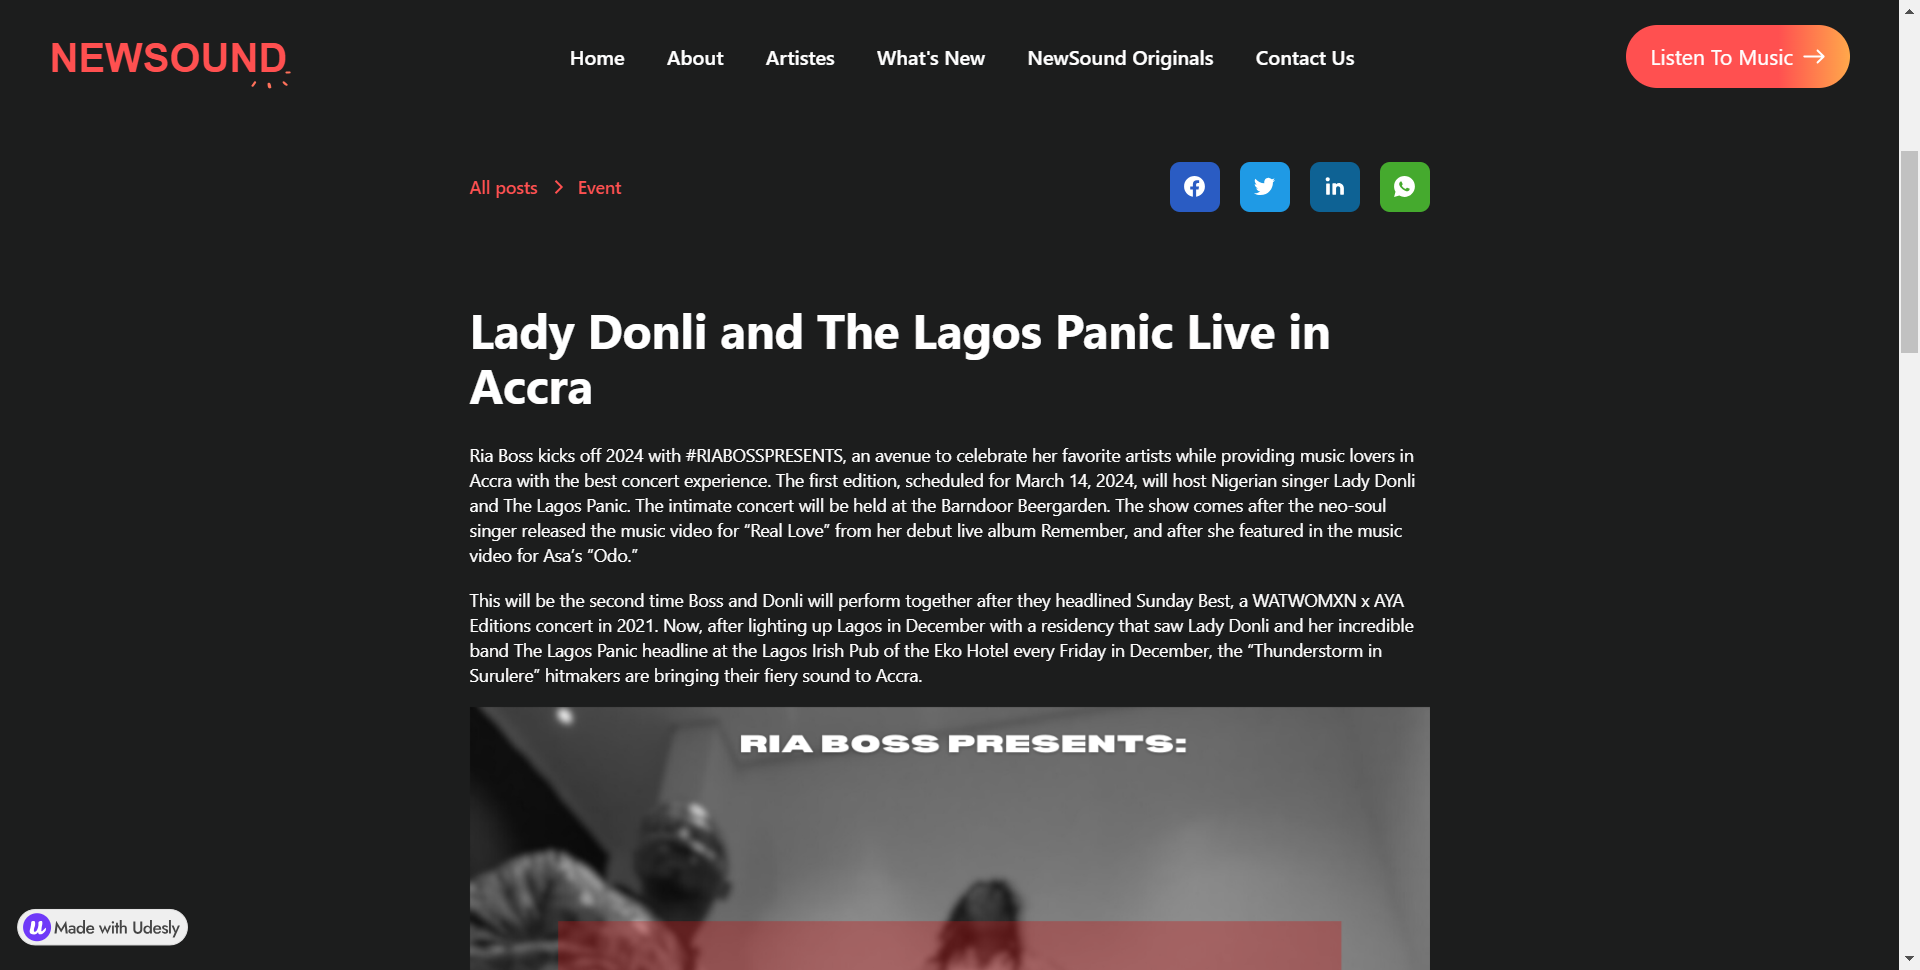 NEWSOUND
Home About Artistes What's New NewSound Originals Contact Us
Listen To Music
All posts Event
Lady Donli and The Lagos Panic Live in
Accra
Ria Boss kicks off 2024 with #RIABOSSPRESENTS, an avenue to celebrate her favorite artists while providing music lovers in
Accra with the best concert experience. The first edition, scheduled for March 14, 2024, will host Nigerian singer Lady Donli
and The Lagos Panic. The intimate concert will be held at the Barndoor Beergarden. The show comes after the neo-soul
singer released the music video for “Real Love” from her debut live album Remember, and after she featured in the music
video for Asa’s “Odo.”
This will be the second time Boss and Donli will perform together after they headlined Sunday Best, a WATWOMXN x AYA
Editions concert in 2021. Now, after lighting up Lagos in December with a residency that saw Lady Donli and her incredible
band The Lagos Panic headline at the Lagos Irish Pub of the Eko Hotel every Friday in December, the “Thunderstorm in
Surulere” hitmakers are bringing their fiery sound to Accra.
RIA BOSS PRESENTS:
Made with Udesly